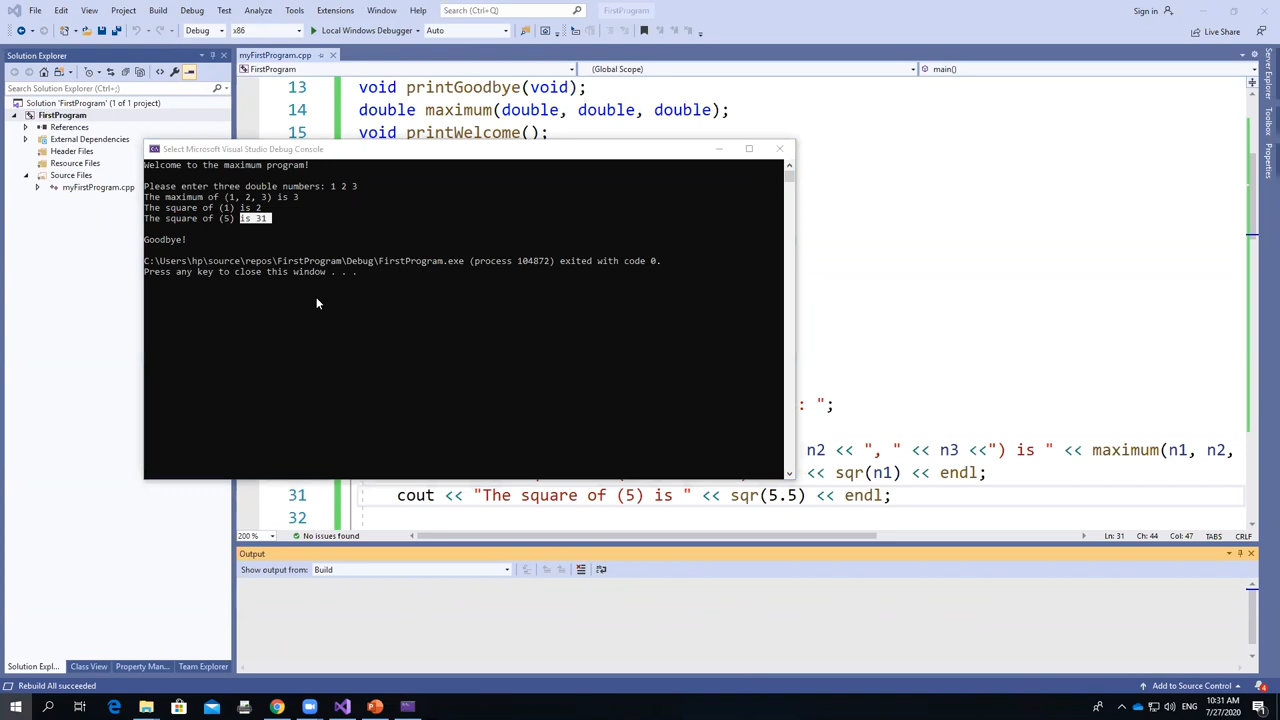 File Edit View Project Build Debug Test Analyze Tools Extensions Window Help Search (Ctrl+Q) FirstProgram Sign in
Debug x86 Local Windows Debugger Auto Live Share
Solution Explorer
Search Solution Explorer (Ctrl+;)
Solution 'FirstProgram' (1 of 1 project)
FirstProgram
References
External Dependencies
Header Files
Resource Files
Source Files
myFirstProgram.cpp
myFirstProgram.cpp
FirstProgram (Global Scope) main()
13 void printGoodbye(void);
14 double maximum(double, double, double);
15 void printWelcome();
Select Microsoft Visual Studio Debug Console
Welcome to the maximum program!
Please enter three double numbers: 1 2 3
The maximum of (1, 2, 3) is 3
The square of (1) is 2
The square of (5) is 31
Goodbye!
C:\Users\hp\source\repos\FirstProgram\Debug\FirstProgram.exe (process 104872) exited with code 0.
Press any key to close this window . . .
: ";
n2 << ", " << n3 <<") is " << maximum(n1, n2,
<< sqr(n1) << endl;
31 cout << "The square of (5) is " << sqr(5.5) << endl;
32
200 % No issues found Ln: 31 Ch: 44 Col: 47 TABS CRLF
Output
Show output from: Build
Solution Expl... Class View Property Man... Team Explorer
Rebuild All succeeded Add to Source Control 4
Server Explorer
Toolbox
Properties
10:31 AM
7/27/2020